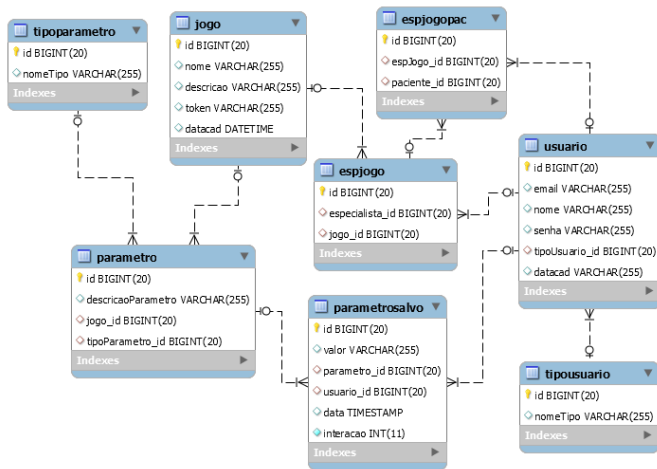 tipoparametro
id BIGINT(20)
nomeTipo VARCHAR(255)
Indexes
jogo
id BIGINT(20)
nome VARCHAR(255)
descricao VARCHAR(255)
token VARCHAR(255)
datacad DATETIME
Indexes
espjogopac
id BIGINT(20)
espJogo_id BIGINT(20)
paciente_id BIGINT(20)
Indexes
espjogo
id BIGINT(20)
especialista_id BIGINT(20)
jogo_id BIGINT(20)
Indexes
usuario
id BIGINT(20)
email VARCHAR(255)
nome VARCHAR(255)
senha VARCHAR(255)
tipoUsuario_id BIGINT(20)
datacad VARCHAR(255)
Indexes
parametro
id BIGINT(20)
descricaoParametro VARCHAR(255)
jogo_id BIGINT(20)
tipoParametro_id BIGINT(20)
Indexes
parametrosalvo
id BIGINT(20)
valor VARCHAR(255)
parametro_id BIGINT(20)
usuario_id BIGINT(20)
data TIMESTAMP
interacao INT(11)
Indexes
tipousuario
id BIGINT(20)
nomeTipo VARCHAR(255)
Indexes